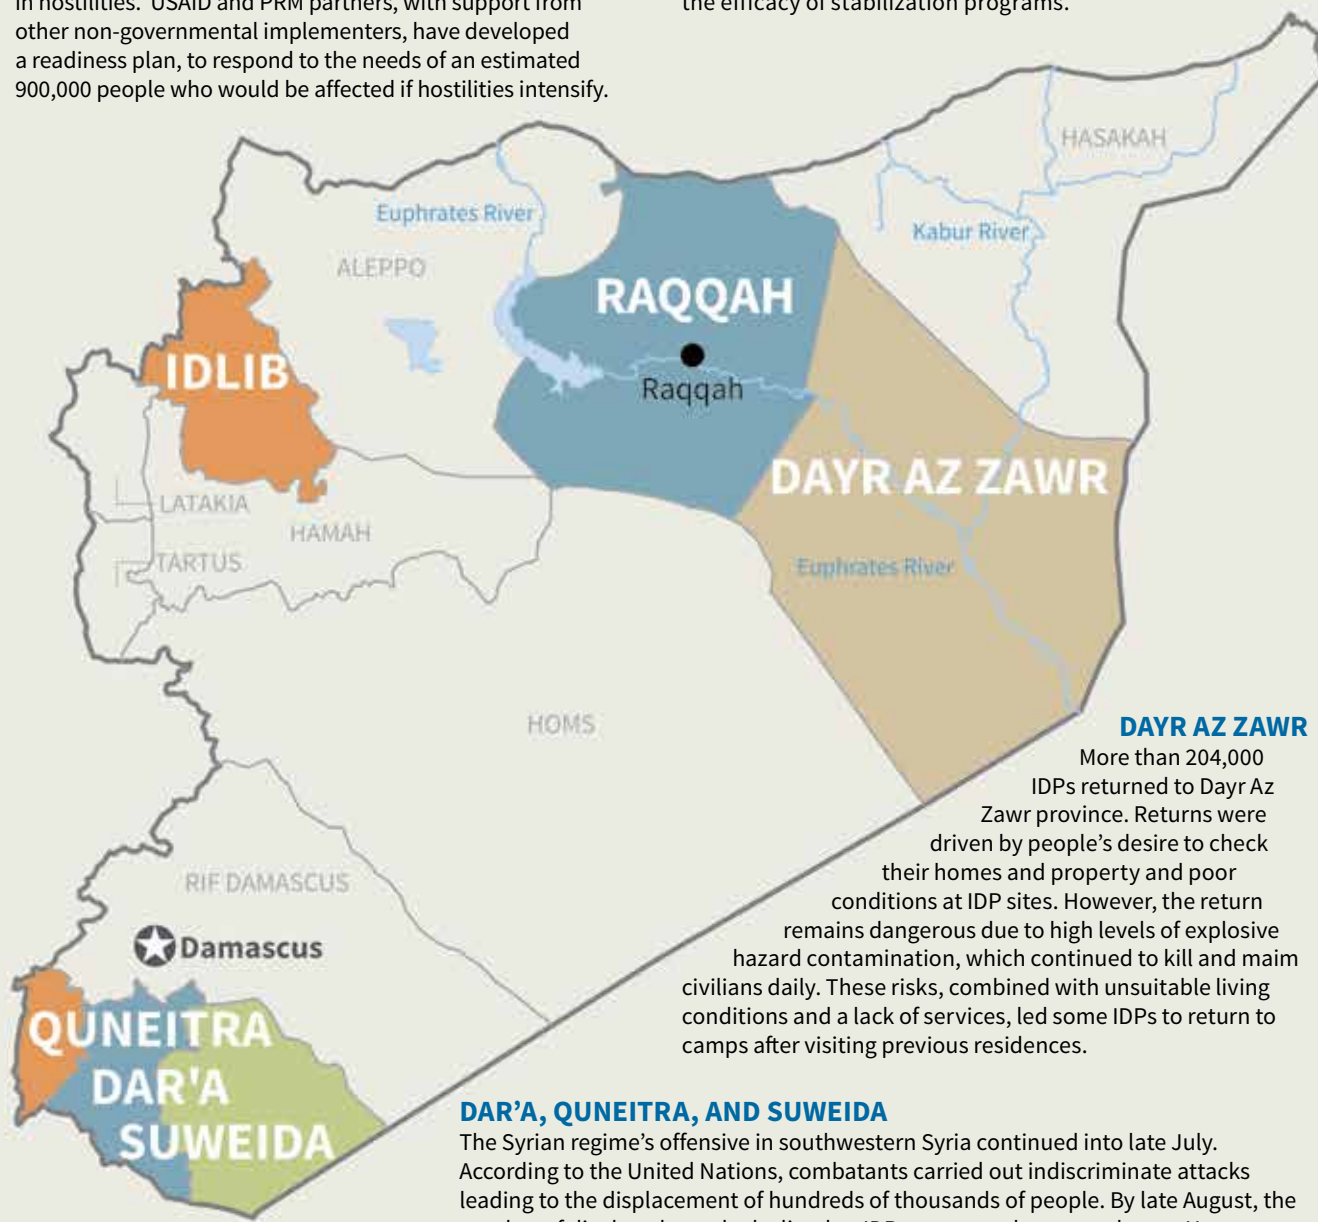 in hostilities. USAID and PRM partners, with support from
other non-governmental implementers, have developed
a readiness plan, to respond to the needs of an estimated
900,000 people who would be affected if hostilities intensify.
the efficacy of stabilization programs.
HASAKAH
Euphrates River
Kabur River
ALEPPO
RAQQAH
IDLIB
Raqqah
DAYR AZ ZAWR
LATAKIA
HAMAH
TARTUS
Euphrates River
HOMS
DAYR AZ ZAWR
More than 204,000
IDPs returned to Dayr Az
Zawr province. Returns were
driven by people’s desire to check
their homes and property and poor
conditions at IDP sites. However, the return
remains dangerous due to high levels of explosive
hazard contamination, which continued to kill and maim
civilians daily. These risks, combined with unsuitable living
conditions and a lack of services, led some IDPs to return to
camps after visiting previous residences.
RIF DAMASCUS
Damascus
QUNEITRA
DAR'A
SUWEIDA
DAR’A, QUNEITRA, AND SUWEIDA
The Syrian regime’s offensive in southwestern Syria continued into late July.
According to the United Nations, combatants carried out indiscriminate attacks
leading to the displacement of hundreds of thousands of people. By late August, the